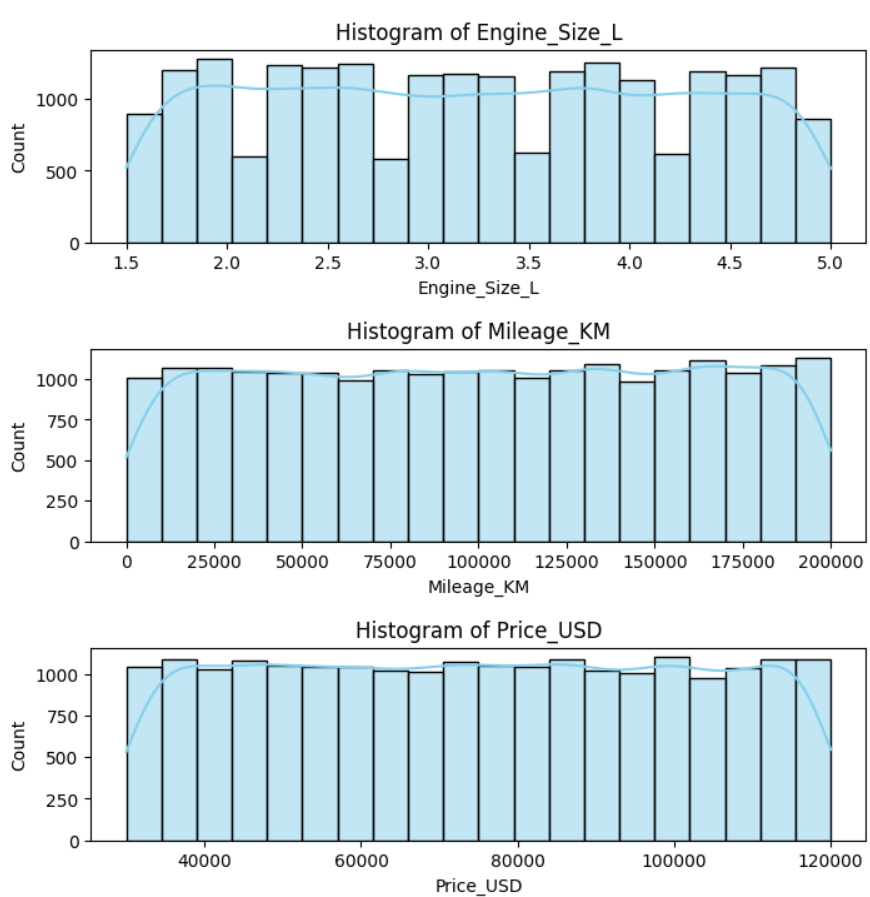 Histogram of Engine_Size_L
1000
500
0
Count
1.5 2.0 2.5 3.0 3.5 4.0 4.5 5.0
Engine_Size_L
Histogram of Mileage_KM
1000
750
500
250
0
Count
0 25000 50000 75000 100000 125000 150000 175000 200000
Mileage_KM
Histogram of Price_USD
1000
750
500
250
0
Count
40000 60000 80000 100000 120000
Price_USD